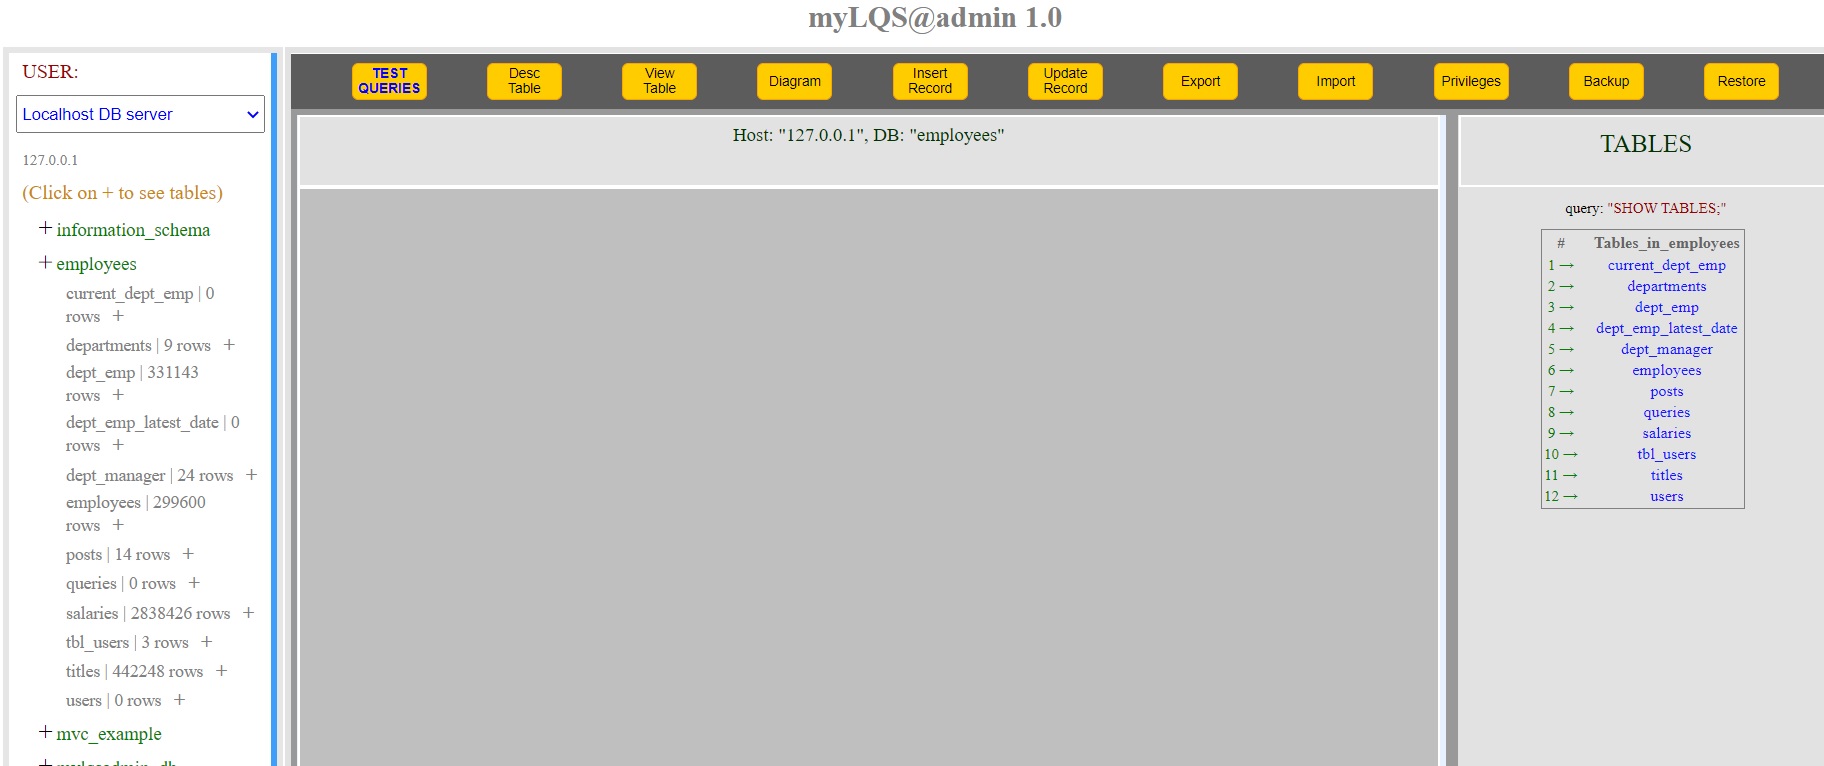 myLQS@admin 1.0
USER:
Localhost DB server
127.0.0.1
(Click on + to see tables)
+ information_schema
+ employees
current_dept_emp | 0
rows +
departments | 9 rows +
dept_emp | 331143
rows +
dept_emp_latest_date | 0
rows +
dept_manager | 24 rows +
employees | 299600
rows +
posts | 14 rows +
queries | 0 rows +
salaries | 2838426 rows +
tbl_users | 3 rows +
titles | 442248 rows +
users | 0 rows +
+ mvc_example
TEST
QUERIES
Desc
Table
View
Table
Diagram
Insert
Record
Update
Record
Export
Import
Privileges
Backup
Restore
Host: "127.0.0.1", DB: "employees"
TABLES
query: "SHOW TABLES;"
# Tables_in_employees
1 → current_dept_emp
2 → departments
3 → dept_emp
4 → dept_emp_latest_date
5 → dept_manager
6 → employees
7 → posts
8 → queries
9 → salaries
10 → tbl_users
11 → titles
12 → users